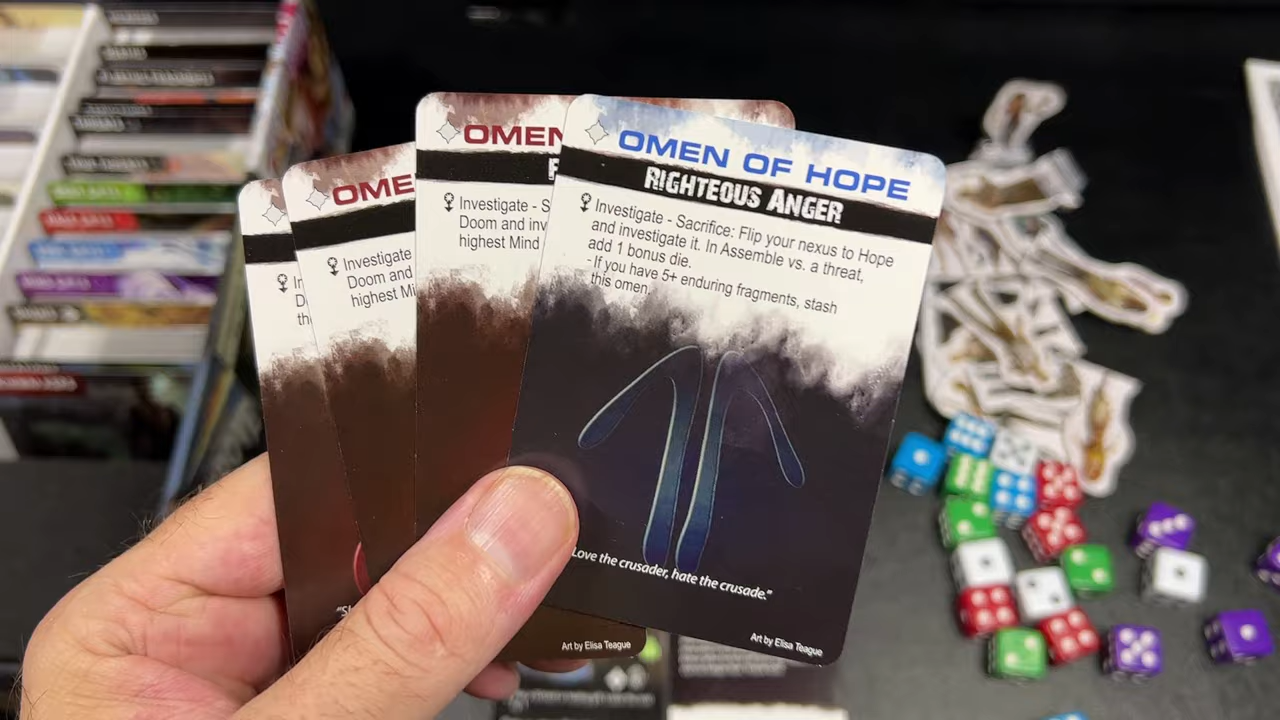 OMEN OF HOPE
RIGHTEOUS ANGER
Investigate - Sacrifice: Flip your nexus to Hope
and investigate it. In Assemble vs. a threat,
add 1 bonus die.
- If you have 5+ enduring fragments, stash
this omen.
Love the crusader, hate the crusade."
Art by Elisa Teague
OMEN
Investigate - S
Doom and inv
highest Mind
Art by Elisa Teague
OME
Investigate
Doom and
highest Mi
In
D
th
"Sl